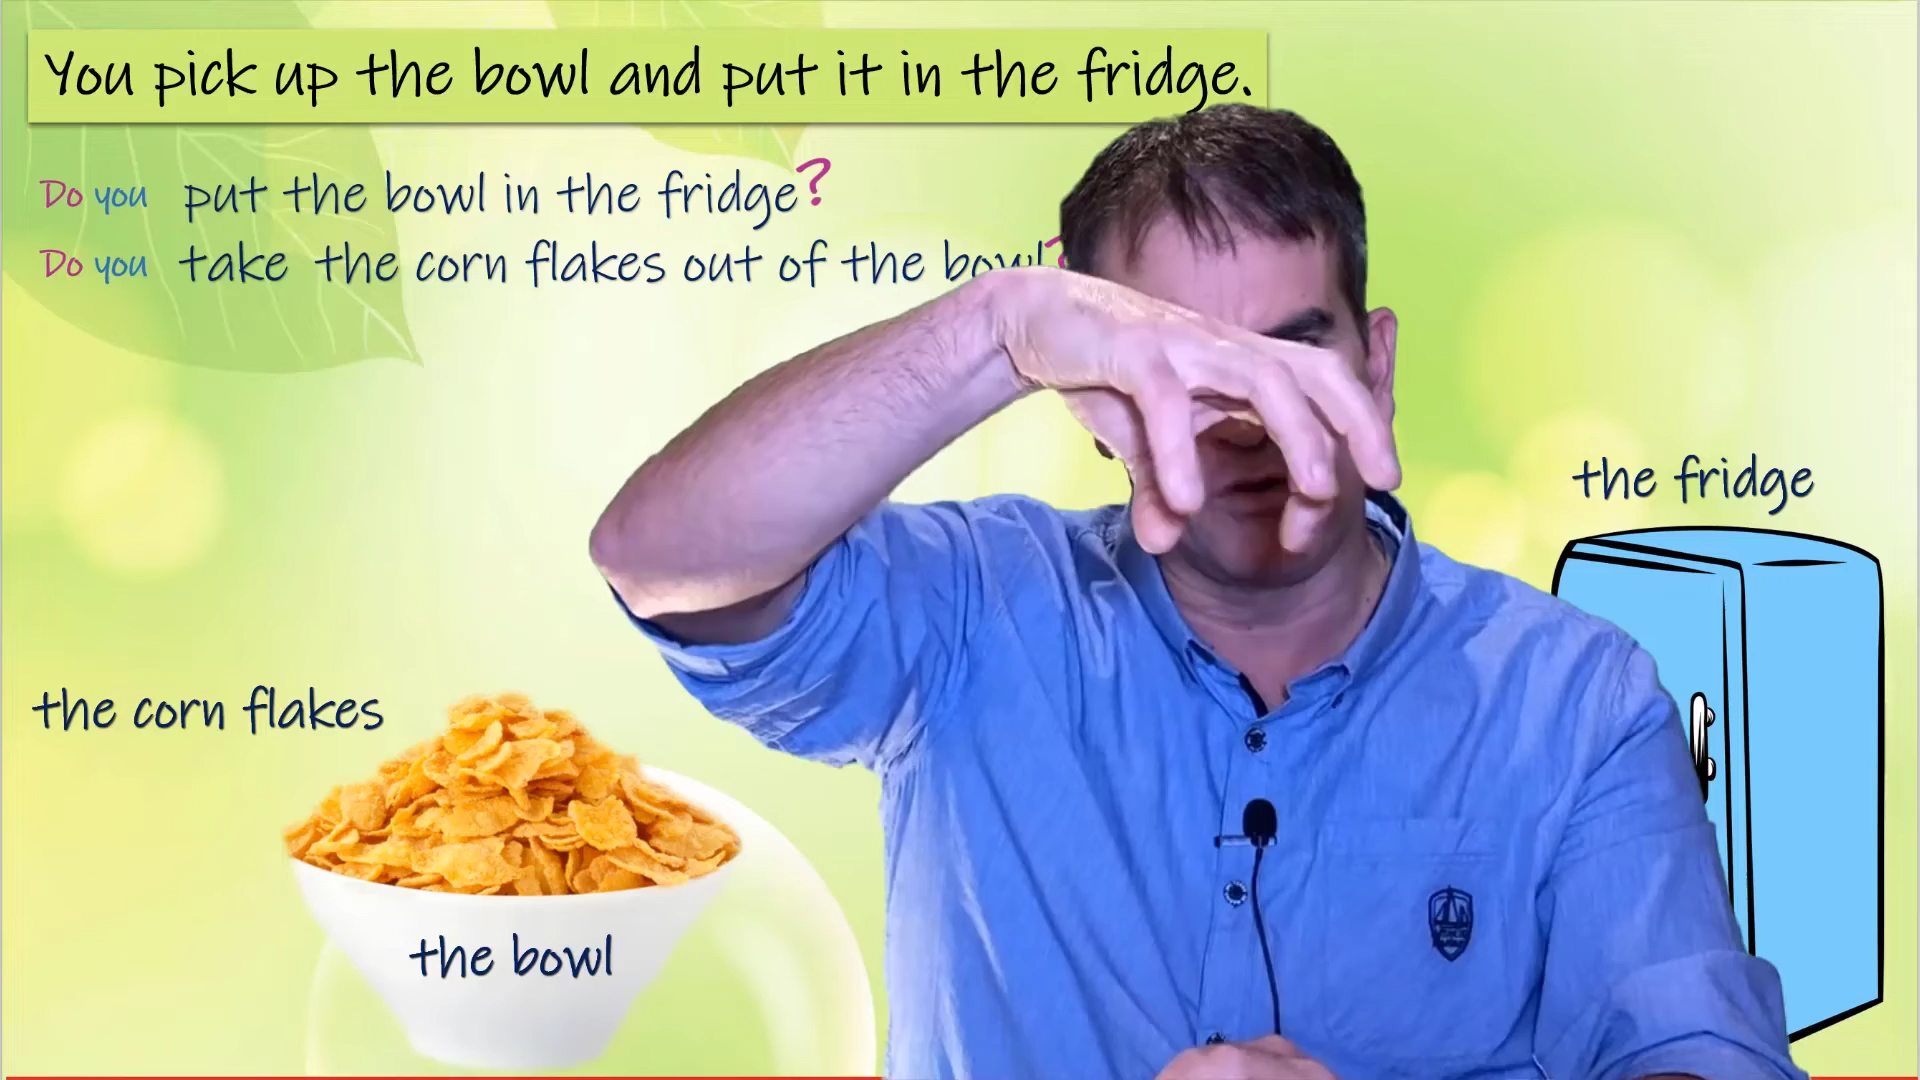 You pick up the bowl and put it in the fridge.
Do you put the bowl in the fridge?
Do you take the corn flakes out of the bowl?
the fridge
the corn flakes
the bowl